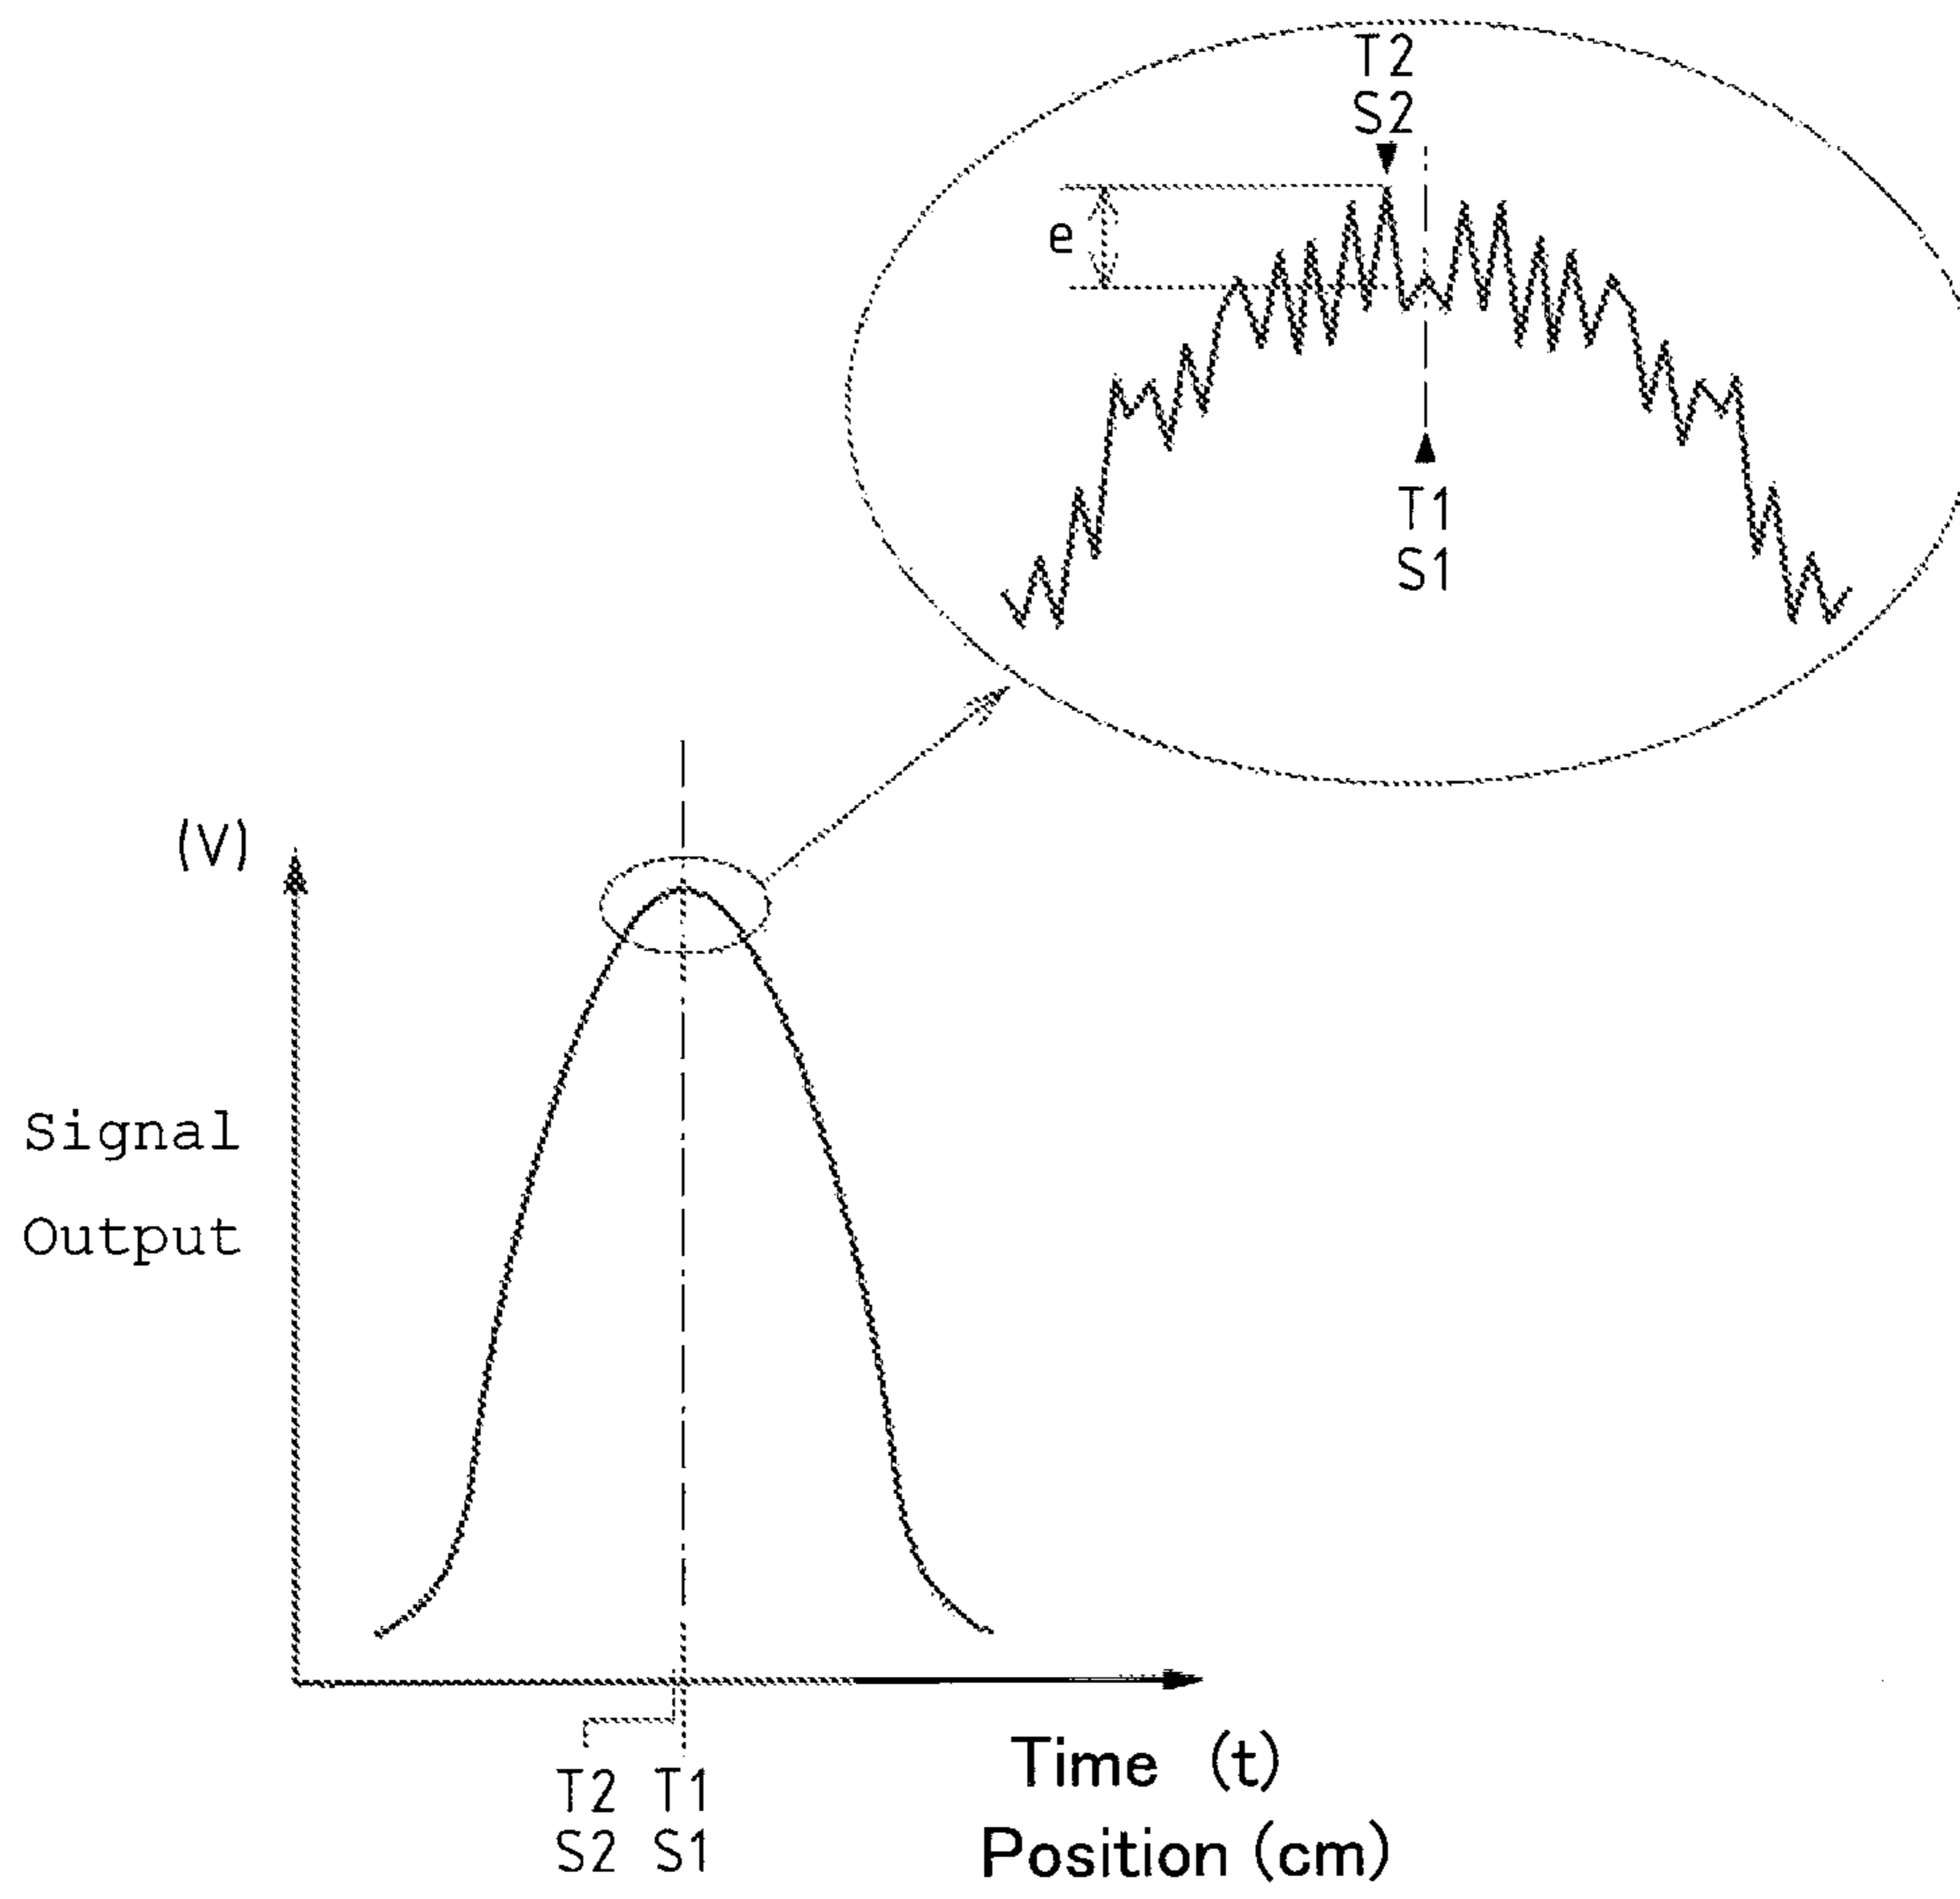 T2
S2
e
T1
S1
(V)
Signal
Output
T2 T1
S2 S1
Time (t)
Position (cm)